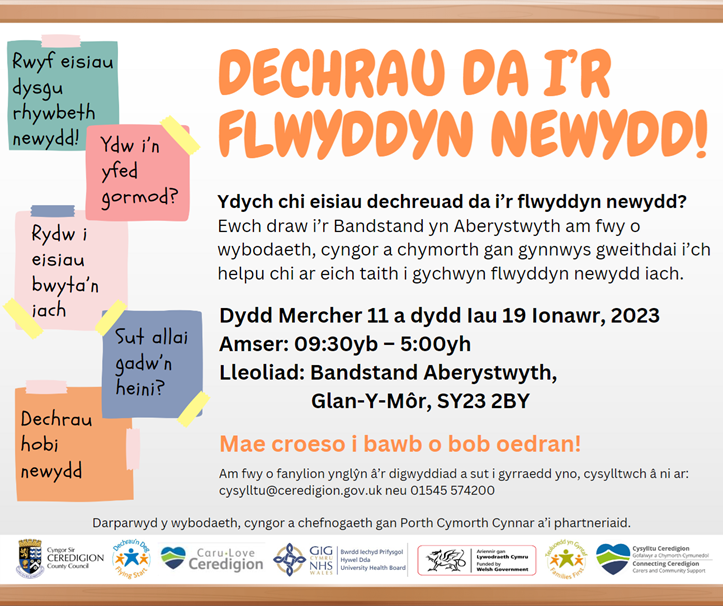 Rwyf eisiau
dysgu
rhywbeth
newydd!
Ydw i'n
yfed
gormod?
Rydw i
eisiau
bwyta'n
iach
Sut allai
gadw'n
heini?
Dechrau
hobi
newydd
DECHRAU DA I'R
FLWYDDYN NEWYDD!
Ydych chi eisiau dechreuad da i'r flwyddyn newydd?
Ewch draw i'r Bandstand yn Aberystwyth am fwy o
wybodaeth, cyngor a chymorth gan gynnwys gweithdai i'ch
helpu chi ar eich taith i gychwyn flwyddyn newydd iach.
Dydd Mercher 11 a dydd Iau 19 Ionawr, 2023
Amser: 09:30yb – 5:00yh
Lleoliad: Bandstand Aberystwyth,
Glan-Y-Môr, SY23 2BY
Mae croeso i bawb o bob oedran!
Am fwy o fanylion ynglŷn â'r digwyddiad a sut i gyrraedd yno, cysylltwch â ni ar:
cysylltu@ceredigion.gov.uk neu 01545 574200
Darparwyd y wybodaeth, cyngor a chefnogaeth gan Porth Cymorth Cynnar a'i phartneriaid.
Cyngor Sir
CEREDIGION
County Council
Dechrau'n Deg
Flying Start
Caru-Love
Ceredigion
GIG
CYMRU
NHS
WALES
Bwrdd Iechyd Prifysgol
Hywel Dda
University Health Board
Ariennir gan
Lywodraeth Cymru
Funded by
Welsh Government
Teuluoedd yn Gyntaf
Families First
Cysylltu Ceredigion
Gofalwyr a Chymorth Cymunedol
Connecting Ceredigion
Carers and Community Support